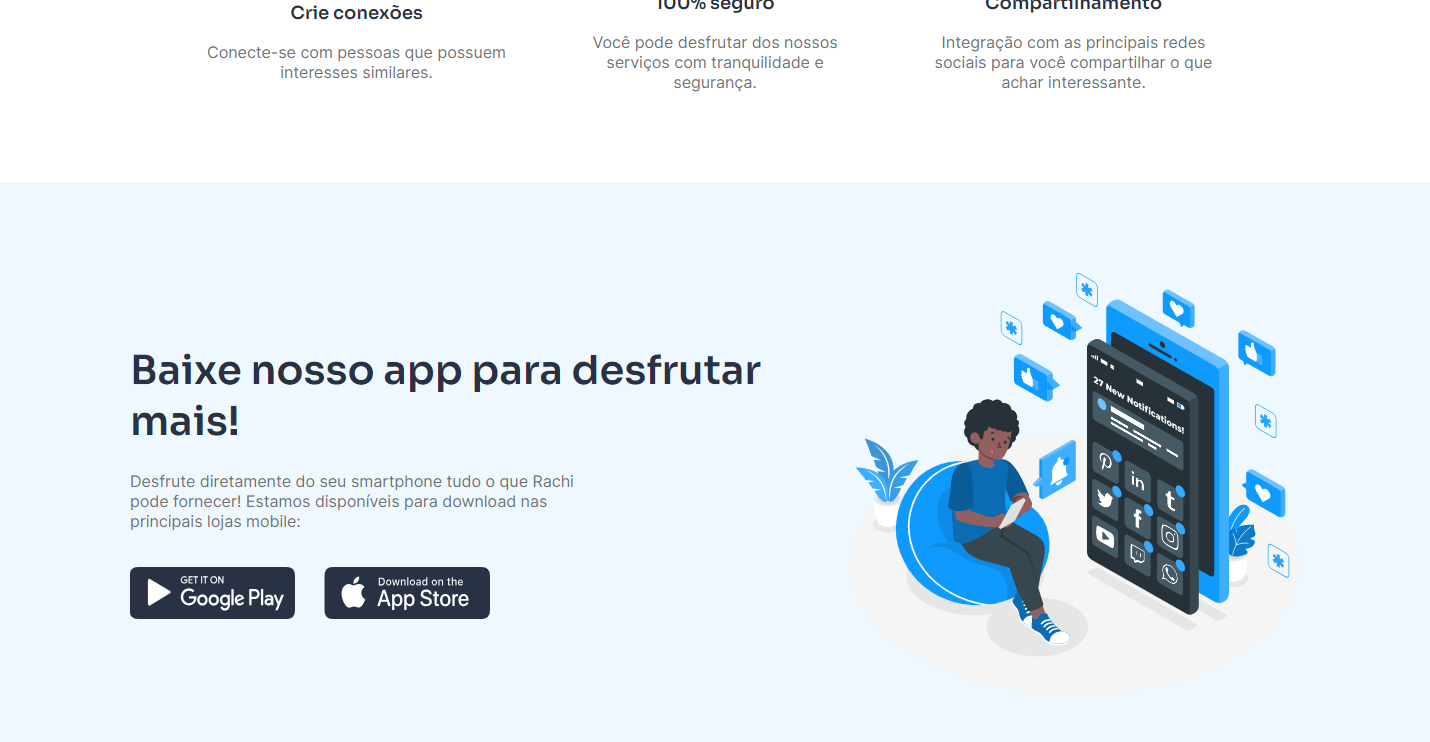 Crie conexões
100% seguro
Compartilhamento
Conecte-se com pessoas que possuem
interesses similares.
Você pode desfrutar dos nossos
serviços com tranquilidade e
segurança.
Integração com as principais redes
sociais para você compartilhar o que
achar interessante.
Baixe nosso app para desfrutar
mais!
Desfrute diretamente do seu smartphone tudo o que Rachi
pode fornecer! Estamos disponíveis para download nas
principais lojas mobile:
GET IT ON
Google Play
Download on the
App Store
27 New Notifications!
in